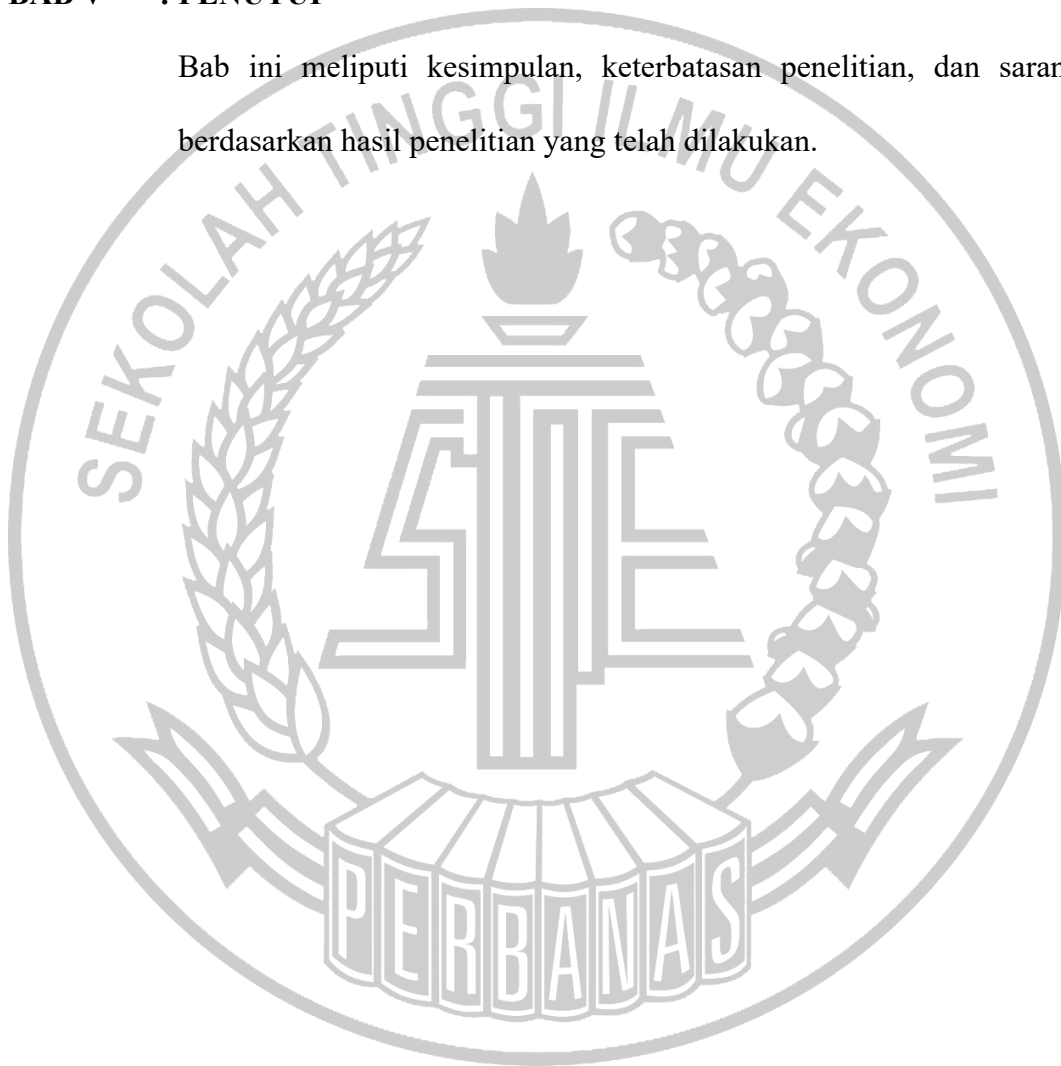 BAB V : PENUTUP
Bab ini meliputi kesimpulan, keterbatasan penelitian, dan saran
berdasarkan hasil penelitian yang telah dilakukan.
SEKOLAH TINGGI ILMU EKONOMI
STIE
PERBANAS